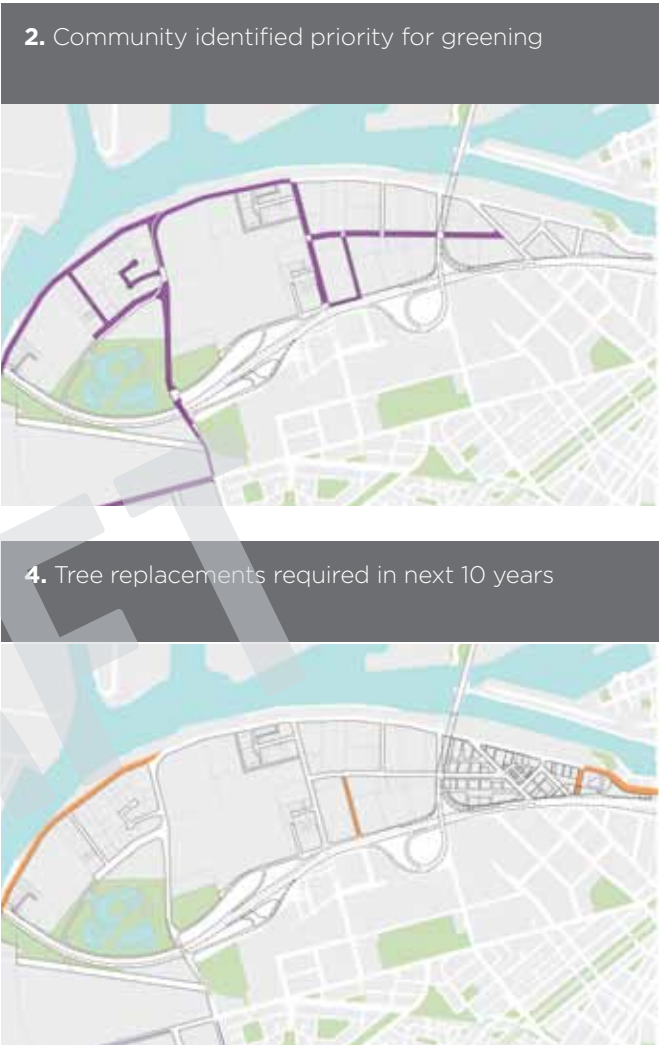 2. Community identified priority for greening
4. Tree replacements required in next 10 years